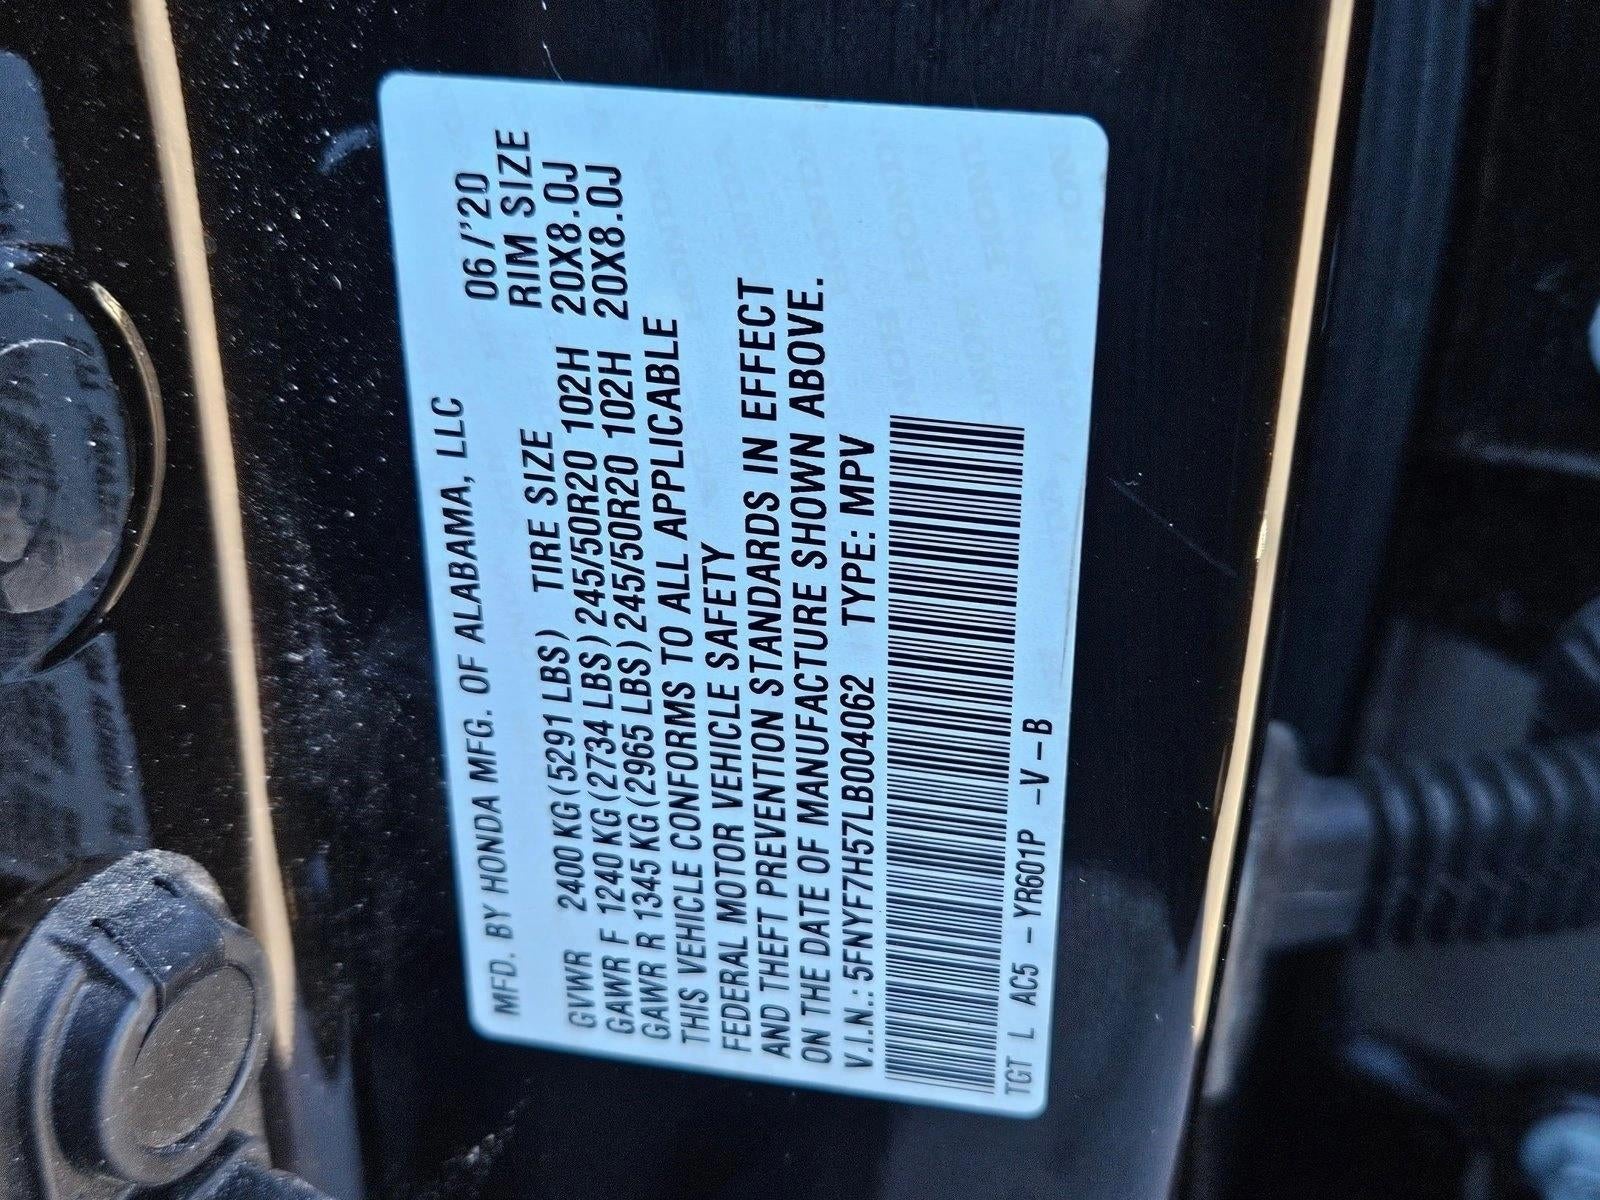 MFD. BY HONDA MFG. OF ALABAMA, LLC 06/'20
TIRE SIZE RIM SIZE
GVWR 2400 KG (5291 LBS)
GAWR F 1240 KG (2734 LBS) 245/50R20 102H 20X8.0J
GAWR R 1345 KG (2965 LBS) 245/50R20 102H 20X8.0J
THIS VEHICLE CONFORMS TO ALL APPLICABLE
FEDERAL MOTOR VEHICLE SAFETY
AND THEFT PREVENTION STANDARDS IN EFFECT
ON THE DATE OF MANUFACTURE SHOWN ABOVE.
V.I.N.: 5FNYF7H57LB004062 TYPE: MPV
TGT L AC5 - YR601P - V - B